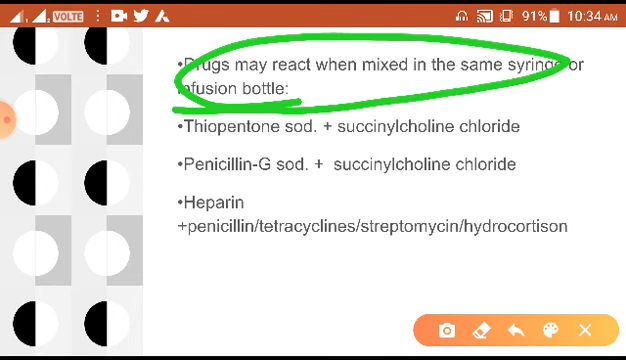 VOLTE 91% 10:34 AM
•Drugs may react when mixed in the same syringe or
infusion bottle:
•Thiopentone sod. + succinylcholine chloride
•Penicillin-G sod. + succinylcholine chloride
•Heparin
+penicillin/tetracyclines/streptomycin/hydrocortison